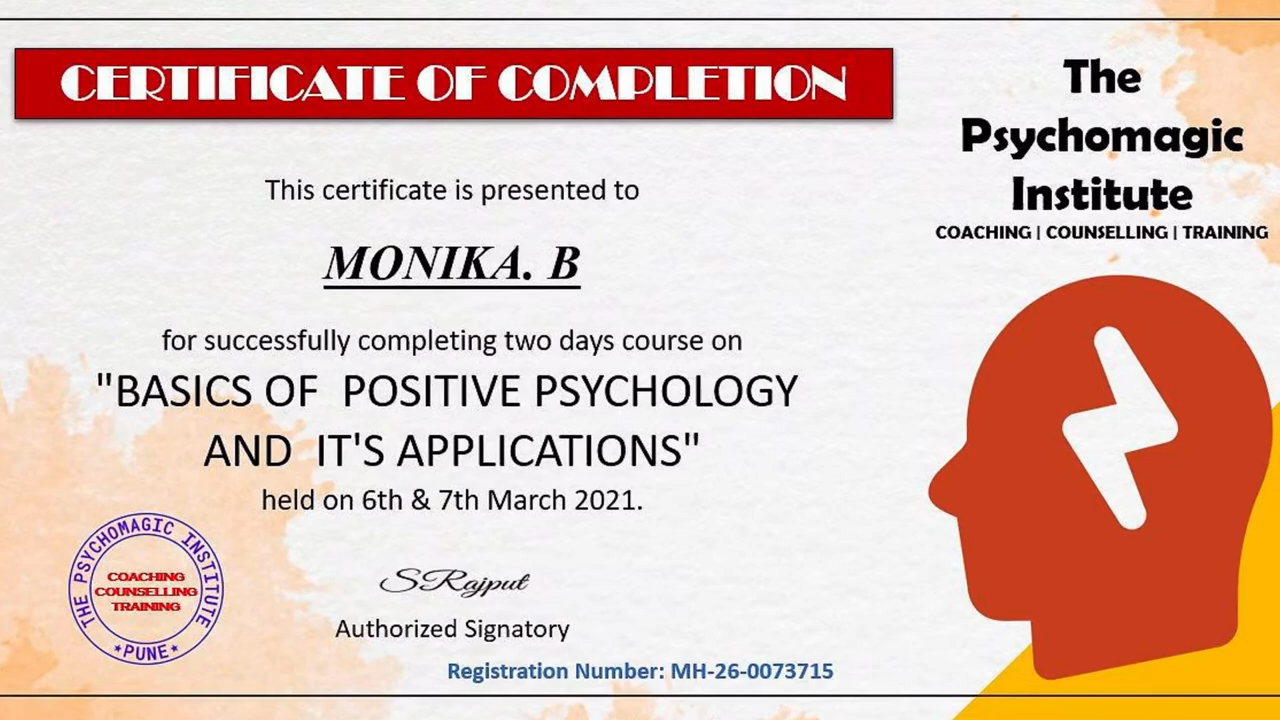 CERTIFICATE OF COMPLETION
This certificate is presented to
MONIKA. B
for successfully completing two days course on
"BASICS OF POSITIVE PSYCHOLOGY
AND IT'S APPLICATIONS"
held on 6th & 7th March 2021.
SRajput
Authorized Signatory
Registration Number: MH-26-0073715
THE PSYCHOMAGIC INSTITUTE
COACHING
COUNSELLING
TRAINING
*PUNE*
The
Psychomagic
Institute
COACHING | COUNSELLING | TRAINING